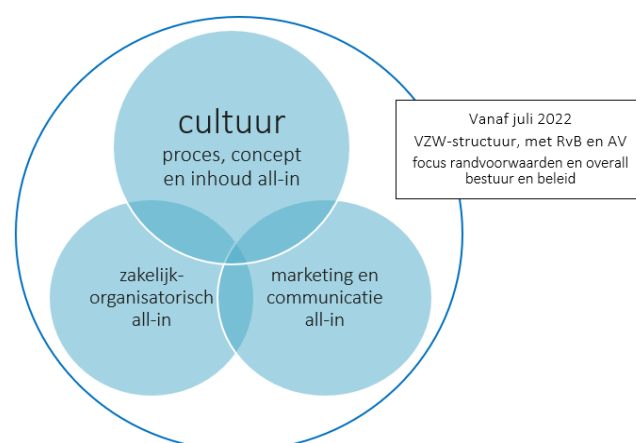 cultuur
proces, concept
en inhoud all-in
Vanaf juli 2022
VZW-structuur, met RvB en AV
focus randvoorwaarden en overall
bestuur en beleid
zakelijk-
organisatorisch
all-in
marketing en
communicatie
all-in